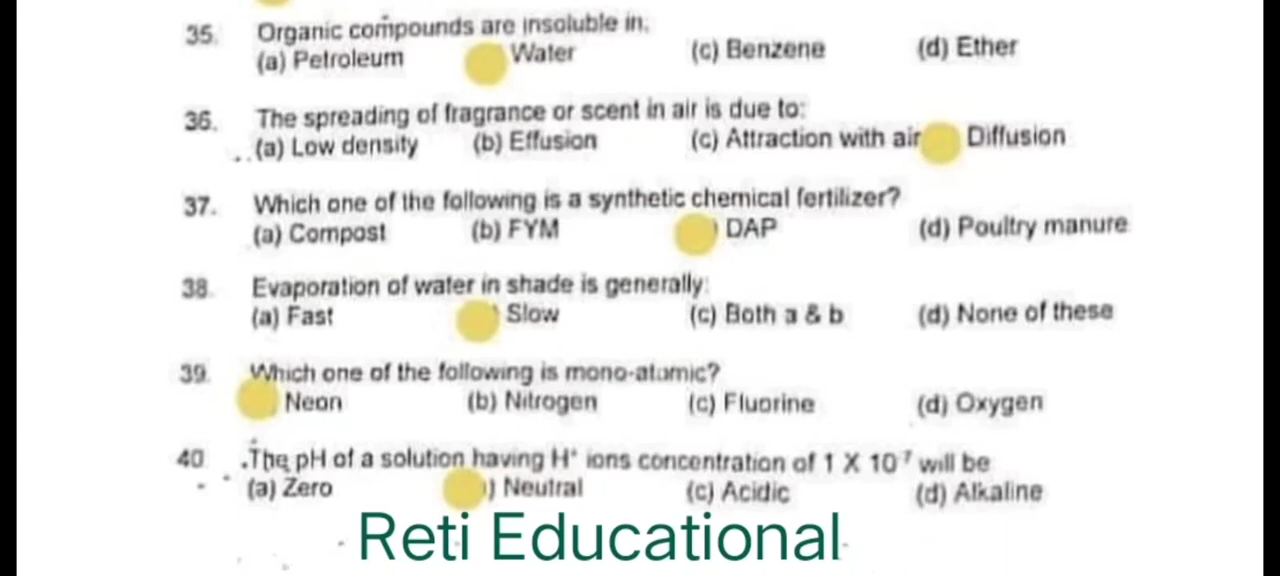 35. Organic compounds are insoluble in.
(a) Petroleum Water (c) Benzene (d) Ether
36. The spreading of fragrance or scent in air is due to:
(a) Low density (b) Effusion (c) Attraction with air Diffusion
37. Which one of the following is a synthetic chemical fertilizer?
(a) Compost (b) FYM ) DAP (d) Poultry manure
38. Evaporation of water in shade is generally:
(a) Fast ) Slow (c) Both a & b (d) None of these
39. Which one of the following is mono-atomic?
Neon (b) Nitrogen (c) Fluorine (d) Oxygen
40 .The pH of a solution having H⁺ ions concentration of 1 X 10⁻⁷ will be
(a) Zero ) Neutral (c) Acidic (d) Alkaline
Reti Educational